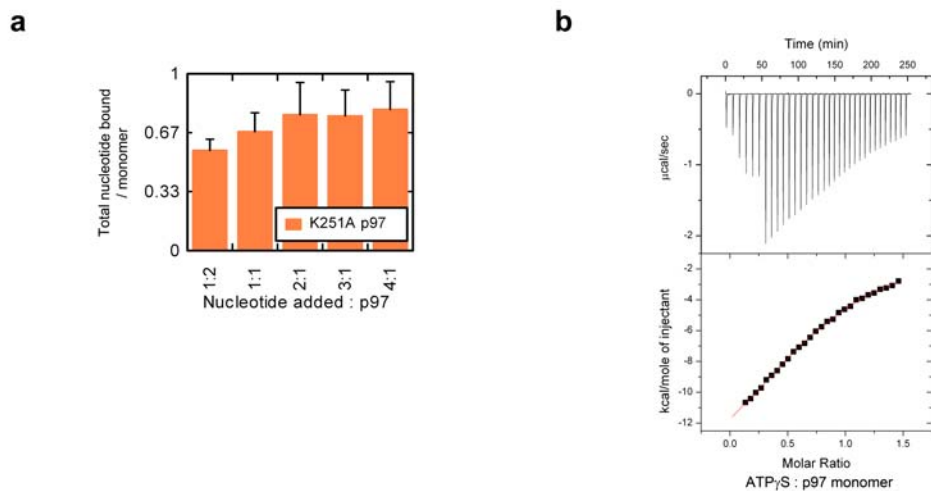 a
Total nucleotide bound
/ monomer
1
0.67
0.33
0
K251A p97
1:2
1:1
2:1
3:1
4:1
Nucleotide added : p97
b
Time (min)
0 50 100 150 200 250
0
-1
-2
μcal/sec
-2
-4
-6
-8
-10
-12
kcal/mole of injectant
0.0 0.5 1.0 1.5
Molar Ratio
ATPγS : p97 monomer